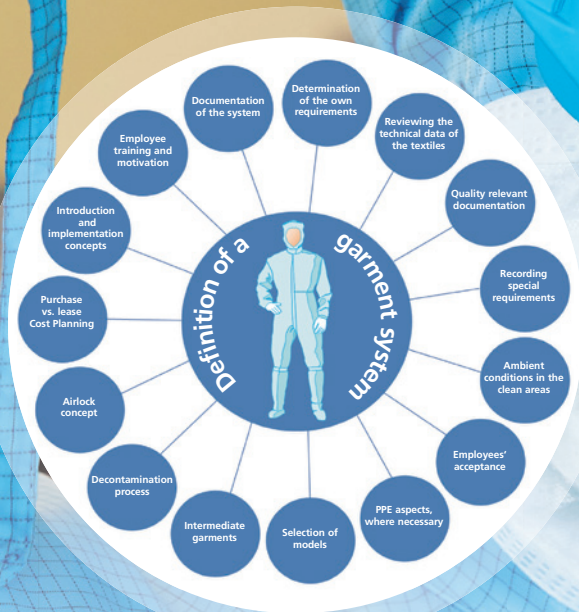 Definition of a garment system
Determination
of the own
requirements
Reviewing the
technical data of
the textiles
Quality relevant
documentation
Recording
special
requirements
Ambient
conditions in the
clean areas
Employees'
acceptance
PPE aspects,
where necessary
Selection of
models
Intermediate
garments
Decontamination
process
Airlock
concept
Purchase
vs. lease
Cost Planning
Introduction
and
implementation
concepts
Employee
training and
motivation
Documentation
of the system